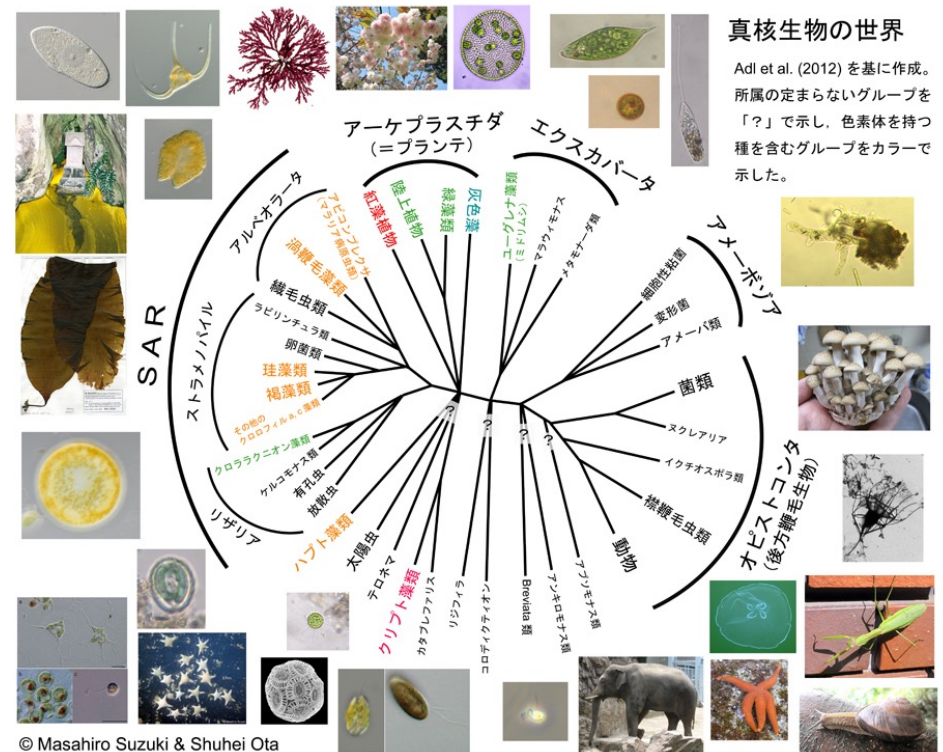 真核生物の世界
Adl et al. (2012) を基に作成。
所属の定まらないグループを
「？」で示し，色素体を持つ
種を含むグループをカラーで
示した。
SAR
アルベオラータ
アピコンプレクサ
(マラリア病原虫類)
渦鞭毛藻類
繊毛虫類
ストラメノパイル
ラビリンチュラ類
卵菌類
珪藻類
褐藻類
その他の
クロロフィル a, c 藻類
リザリア
クロララクニオン藻類
ケルコモナス類
有孔虫
放散虫
アーケプラスチダ
(＝プランテ)
紅藻植物
陸上植物
緑藻類
灰色藻
エクスカバータ
ユーグレナ藻類
(ミドリムシ)
マラウィモナス
メタモナーダ類
アメーボゾア
細胞性粘菌
変形菌
アメーバ類
オピストコンタ
(後方鞭毛生物)
菌類
ヌクレアリア
イクチオスポラ類
襟鞭毛虫類
動物
?
?
?
?
ハプト藻類
太陽虫
テロネマ
クリプト藻類
カタブレファリス
リジフィラ
コロディクティオン
Breviata 類
アンキロモナス類
アプソモナス類
© Masahiro Suzuki & Shuhei Ota